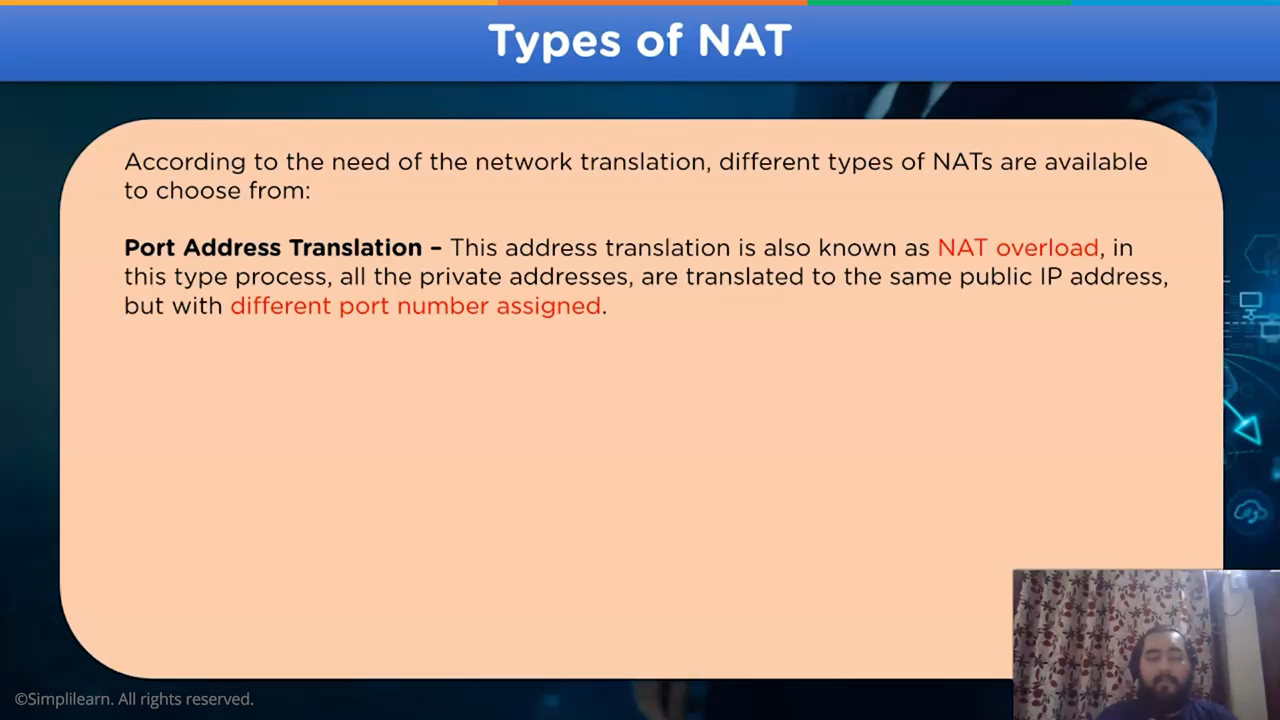 Types of NAT
According to the need of the network translation, different types of NATs are available
to choose from:
Port Address Translation – This address translation is also known as NAT overload, in
this type process, all the private addresses, are translated to the same public IP address,
but with different port number assigned.
©Simplilearn. All rights reserved.